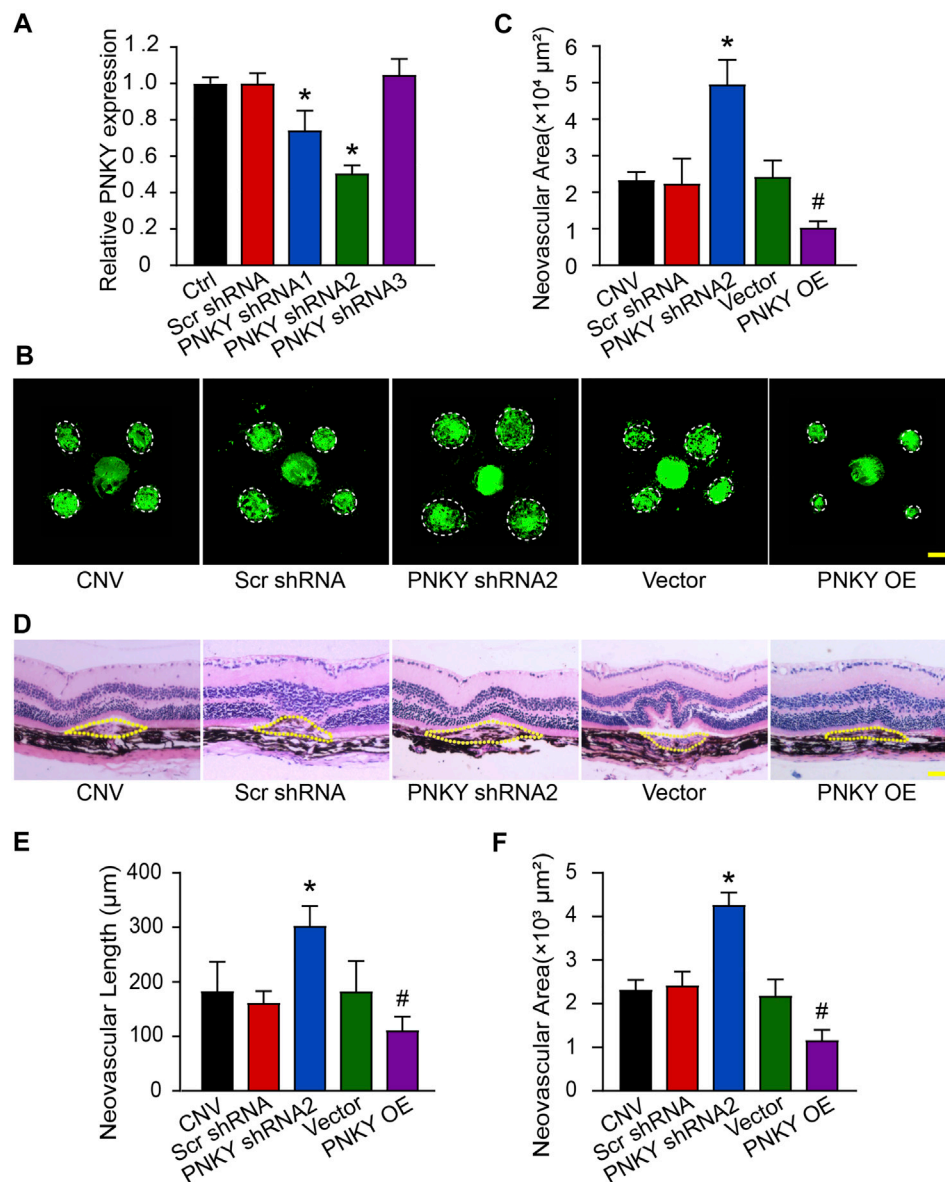 A
Relative PNKY expression
1.2
1.0
0.8
0.6
0.4
0.2
0
*
*
Ctrl
Scr shRNA
PNKY shRNA1
PNKY shRNA2
PNKY shRNA3
C
Neovascular Area(×10⁴ µm²)
6
5
4
3
2
1
0
*
#
CNV
Scr shRNA
PNKY shRNA2
Vector
PNKY OE
B
CNV
Scr shRNA
PNKY shRNA2
Vector
PNKY OE
D
CNV
Scr shRNA
PNKY shRNA2
Vector
PNKY OE
E
Neovascular Length (µm)
400
300
200
100
0
*
#
CNV
Scr shRNA
PNKY shRNA2
Vector
PNKY OE
F
Neovascular Area(×10³ µm²)
5
4
3
2
1
0
*
#
CNV
Scr shRNA
PNKY shRNA2
Vector
PNKY OE